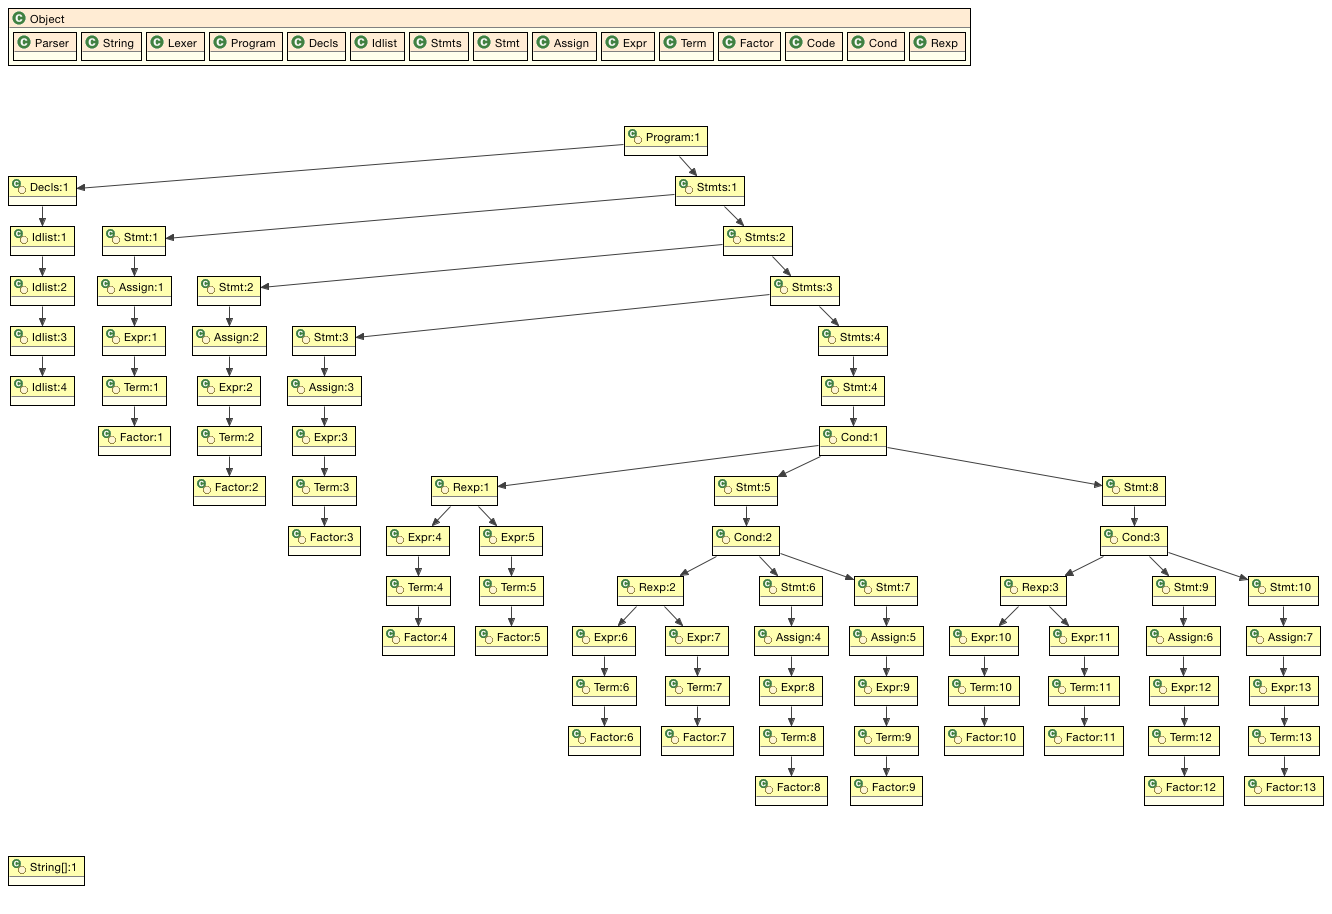 Object
Parser String Lexer Program Decls Idlist Stmts Stmt Assign Expr Term Factor Code Cond Rexp
Program:1
Decls:1 Stmts:1
Idlist:1 Stmt:1 Stmts:2
Idlist:2 Assign:1 Stmt:2 Stmts:3
Idlist:3 Expr:1 Assign:2 Stmt:3 Stmts:4
Idlist:4 Term:1 Expr:2 Assign:3 Stmt:4
Factor:1 Term:2 Expr:3 Cond:1
Factor:2 Term:3 Rexp:1 Stmt:5 Stmt:8
Factor:3 Expr:4 Expr:5 Cond:2 Cond:3
Term:4 Term:5 Rexp:2 Stmt:6 Stmt:7 Rexp:3 Stmt:9 Stmt:10
Factor:4 Factor:5 Expr:6 Expr:7 Assign:4 Assign:5 Expr:10 Expr:11 Assign:6 Assign:7
Term:6 Term:7 Expr:8 Expr:9 Term:10 Term:11 Expr:12 Expr:13
Factor:6 Factor:7 Term:8 Term:9 Factor:10 Factor:11 Term:12 Term:13
Factor:8 Factor:9 Factor:12 Factor:13
String[]:1